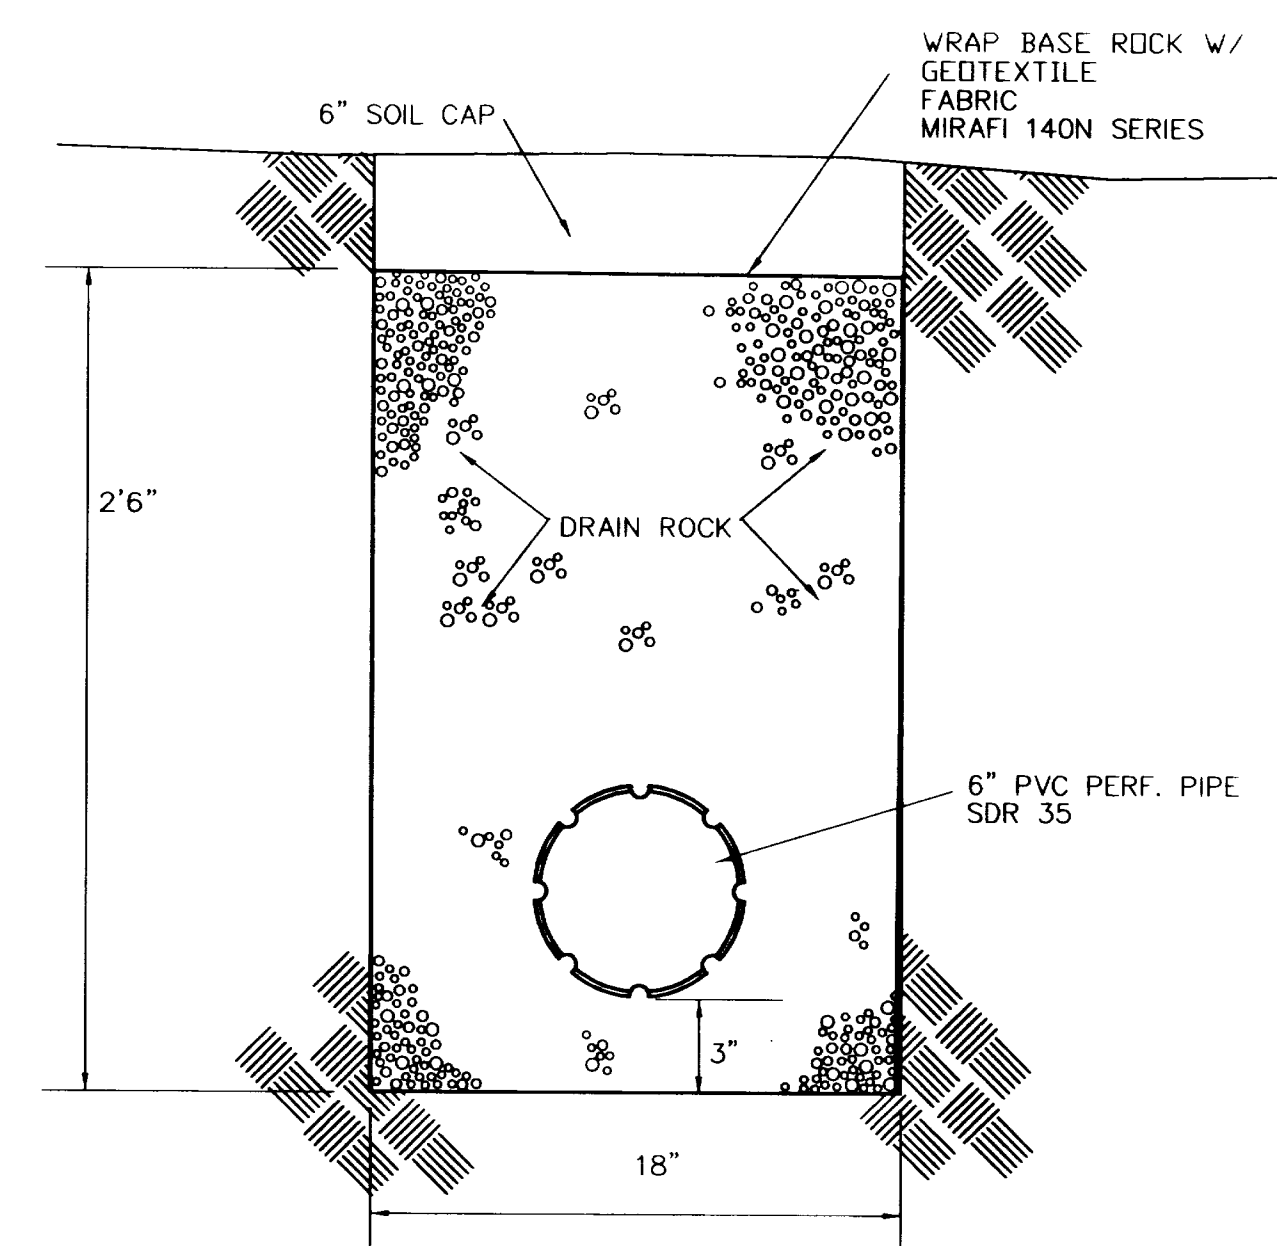 WRAP BASE ROCK W/
GEOTEXTILE
FABRIC
MIRAFI 140N SERIES
6" SOIL CAP
2'6"
DRAIN ROCK
6" PVC PERF. PIPE
SDR 35
3"
18"